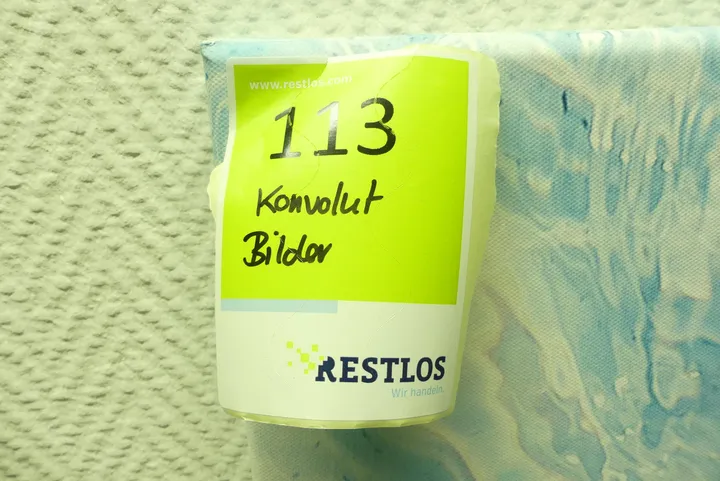 www.restlos.com
113
Konvolut
Bilder
RESTLOS
Wir handeln.